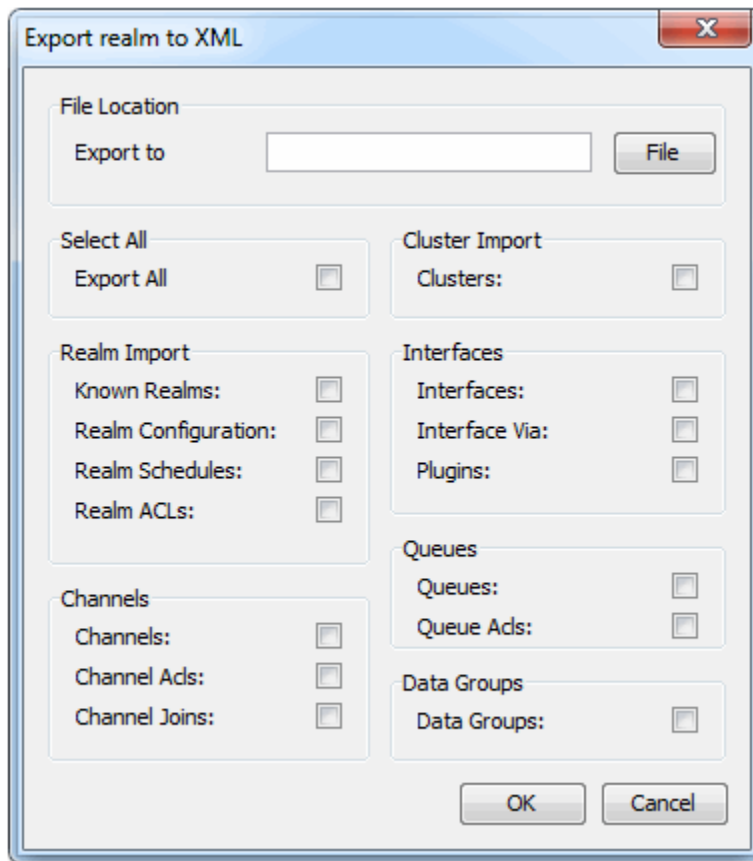 Export realm to XML
File Location
Export to
File
Select All
Export All
Cluster Import
Clusters:
Realm Import
Known Realms:
Realm Configuration:
Realm Schedules:
Realm ACLs:
Interfaces
Interfaces:
Interface Via:
Plugins:
Channels
Channels:
Channel Acls:
Channel Joins:
Queues
Queues:
Queue Acls:
Data Groups
Data Groups:
OK
Cancel